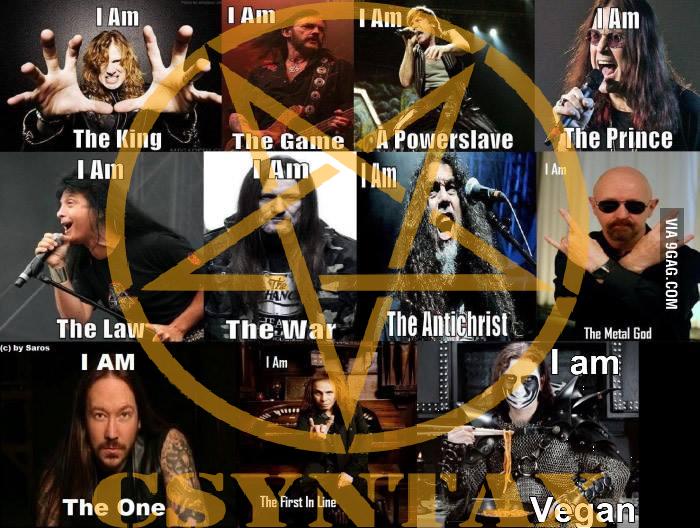 I Am
The King
I Am
The Game
I Am
A Powerslave
I Am
The Prince
I Am
The Law
I Am
The War
I Am
The Antichrist
I Am
The Metal God
VIA 9GAG.COM
(c) by Saros
I AM
The One
I Am
The First In Line
I am
Vegan
CSYNTAX